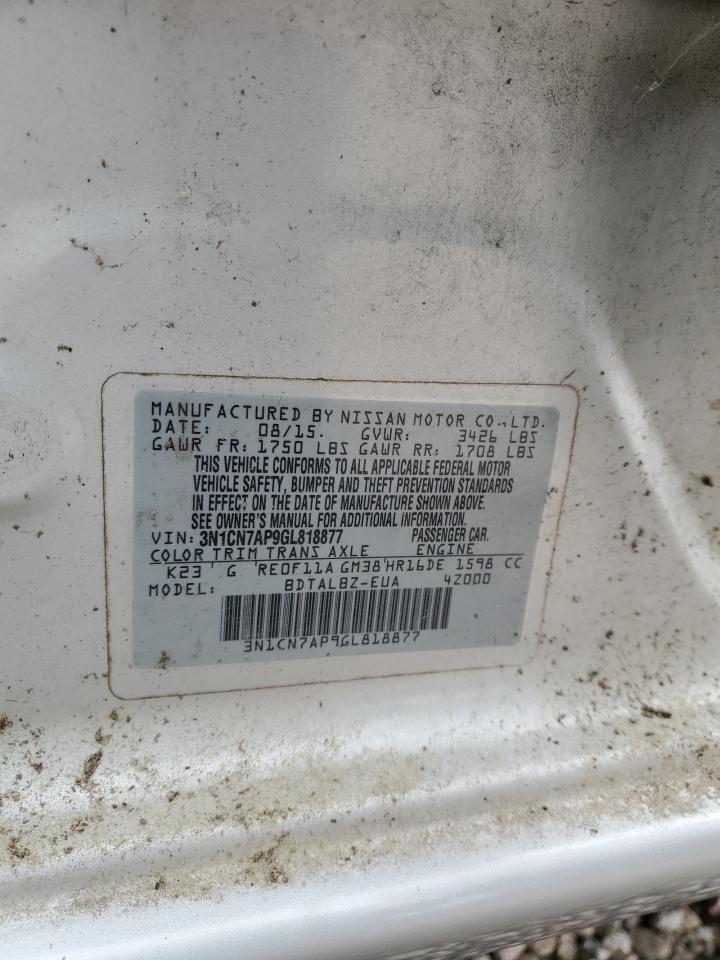 MANUFACTURED BY NISSAN MOTOR CO.,LTD.
DATE: 08/15. GVWR: 3426 LBS
GAWR FR: 1750 LBS GAWR RR: 1708 LBS
THIS VEHICLE CONFORMS TO ALL APPLICABLE FEDERAL MOTOR
VEHICLE SAFETY, BUMPER AND THEFT PREVENTION STANDARDS
IN EFFECT ON THE DATE OF MANUFACTURE SHOWN ABOVE.
SEE OWNER'S MANUAL FOR ADDITIONAL INFORMATION.
VIN: 3N1CN7AP9GL818877 PASSENGER CAR.
COLOR TRIM TRANS AXLE ENGINE
K23 G RE0F11A GM38 HR16DE 1598 CC
MODEL: BDTALBZ-EUA 4Z000
3N1CN7AP9GL818877